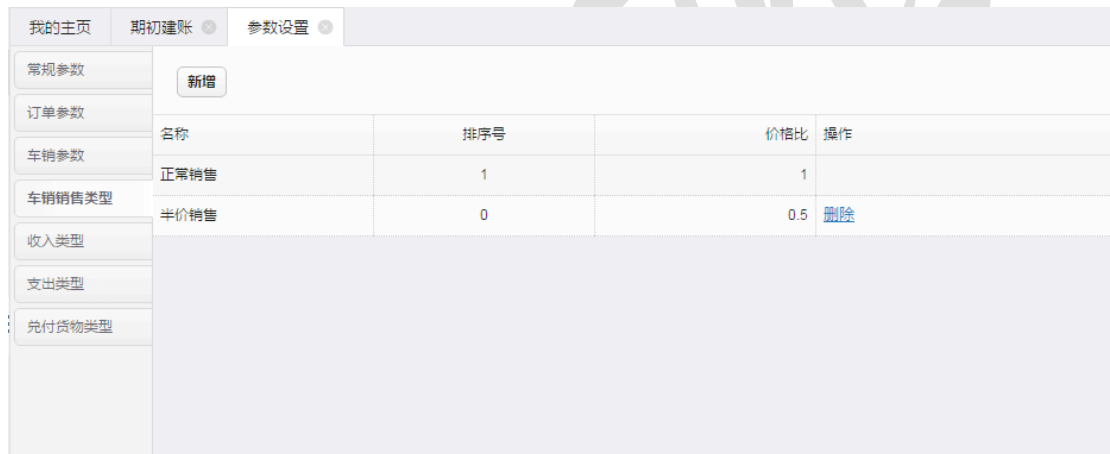 我的主页 期初建账 参数设置
常规参数
订单参数
车销参数
车销销售类型
收入类型
支出类型
兑付货物类型
新增
名称 排序号 价格比 操作
正常销售 1 1
半价销售 0 0.5 删除